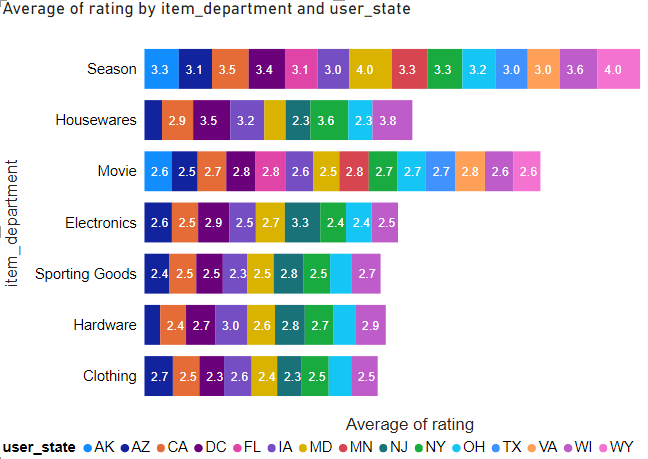 Average of rating by item_department and user_state
Season 3.3 3.1 3.5 3.4 3.1 3.0 4.0 3.3 3.3 3.2 3.0 3.0 3.6 4.0
Housewares 2.9 3.5 3.2 2.3 3.6 2.3 3.8
Movie 2.6 2.5 2.7 2.8 2.8 2.6 2.5 2.8 2.7 2.7 2.7 2.8 2.6 2.6
Electronics 2.6 2.5 2.9 2.5 2.7 3.3 2.4 2.4 2.5
Sporting Goods 2.4 2.5 2.5 2.3 2.5 2.8 2.5 2.7
Hardware 2.4 2.7 3.0 2.6 2.8 2.7 2.9
Clothing 2.7 2.5 2.3 2.6 2.4 2.3 2.5 2.5
item_department
Average of rating
user_state AK AZ CA DC FL IA MD MN NJ NY OH TX VA WI WY